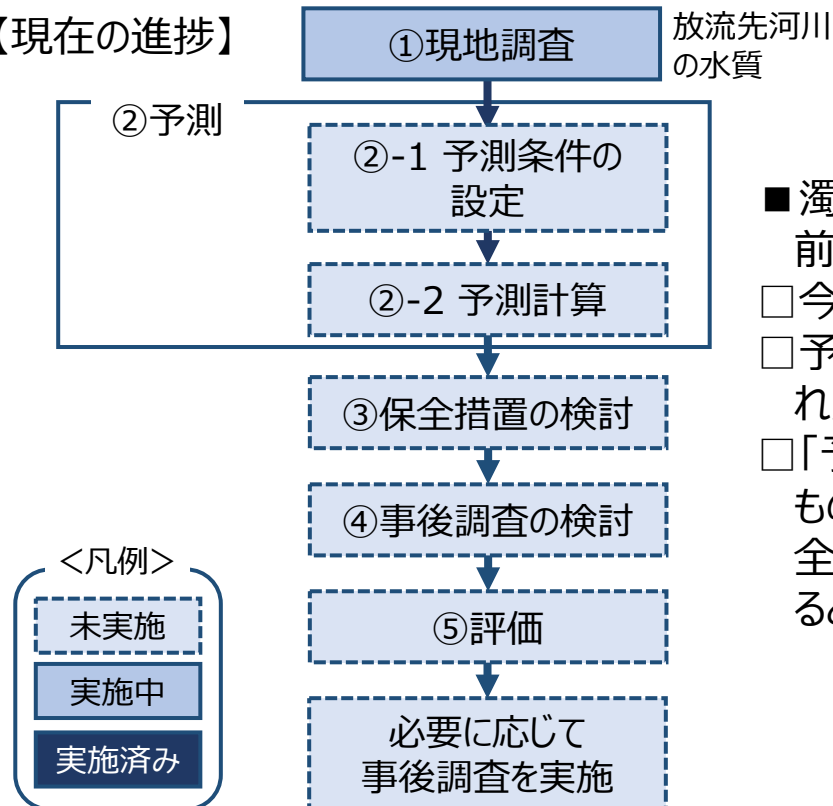 【現在の進捗】
①現地調査
放流先河川
の水質
②予測
②-1 予測条件の
設定
②-2 予測計算
③保全措置の検討
④事後調査の検討
⑤評価
必要に応じて
事後調査を実施
<凡例>
未実施
実施中
実施済み
■濁
前
□今
□予
れ
□「予
もの
全
る